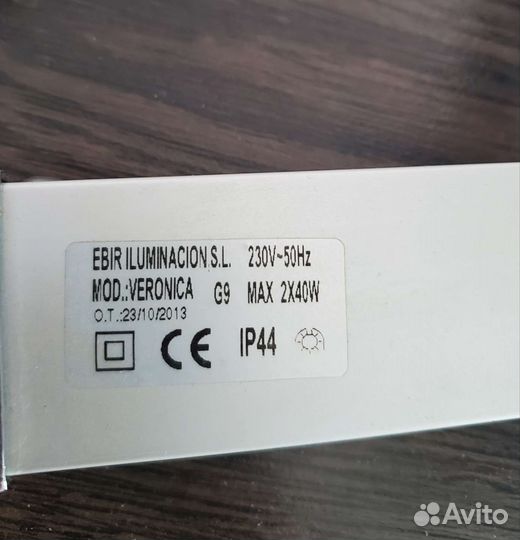 EBIR ILUMINACION S.L. 230V~50Hz
MOD.:VERONICA G9 MAX 2X40W
O.T.:23/10/2013
CE IP44
Avito